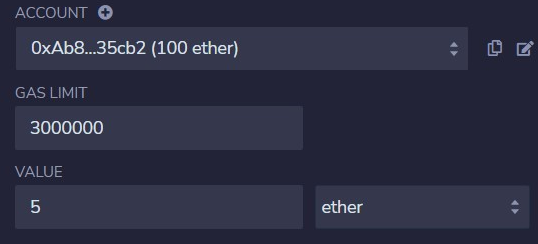 ACCOUNT
0xAb8...35cb2 (100 ether)
GAS LIMIT
3000000
VALUE
5 ether